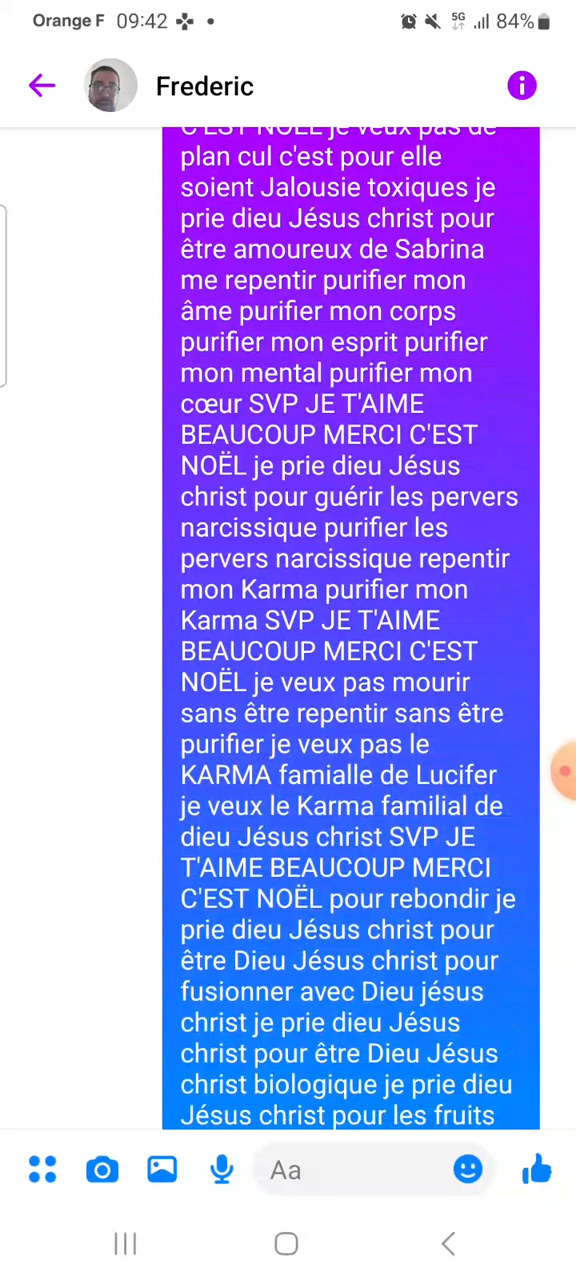 Orange F 09:42
5G 84%
Frederic
C'EST NOËL je veux pas de
plan cul c'est pour elle
soient Jalousie toxiques je
prie dieu Jésus christ pour
être amoureux de Sabrina
me repentir purifier mon
âme purifier mon corps
purifier mon esprit purifier
mon mental purifier mon
cœur SVP JE T'AIME
BEAUCOUP MERCI C'EST
NOËL je prie dieu Jésus
christ pour guérir les pervers
narcissique purifier les
pervers narcissique repentir
mon Karma purifier mon
Karma SVP JE T'AIME
BEAUCOUP MERCI C'EST
NOËL je veux pas mourir
sans être repentir sans être
purifier je veux pas le
KARMA famialle de Lucifer
je veux le Karma familial de
dieu Jésus christ SVP JE
T'AIME BEAUCOUP MERCI
C'EST NOËL pour rebondir je
prie dieu Jésus christ pour
être Dieu Jésus christ pour
fusionner avec Dieu jésus
christ je prie dieu Jésus
christ pour être Dieu Jésus
christ biologique je prie dieu
Jésus christ pour les fruits
Aa